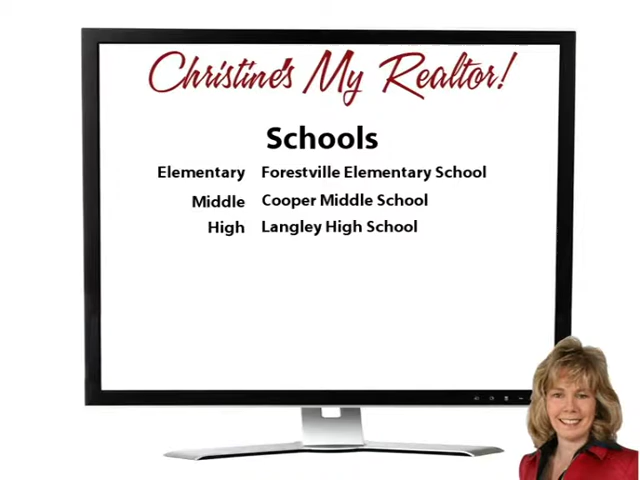 Christine's My Realtor!
Schools
Elementary Forestville Elementary School
Middle Cooper Middle School
High Langley High School